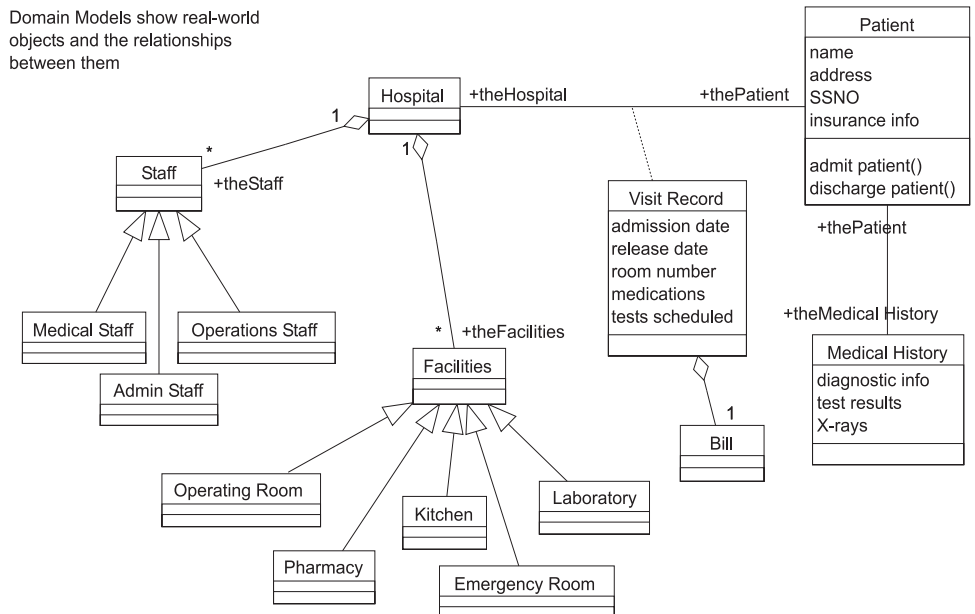 Domain Models show real-world
objects and the relationships
between them
Patient
name
address
SSNO
insurance info
admit patient()
discharge patient()
Hospital
+theHospital
+thePatient
1
1
*
Staff
+theStaff
Visit Record
admission date
release date
room number
medications
tests scheduled
+thePatient
+theMedical History
Medical Staff
Operations Staff
Admin Staff
*
+theFacilities
Facilities
Medical History
diagnostic info
test results
X-rays
1
Bill
Operating Room
Kitchen
Laboratory
Pharmacy
Emergency Room